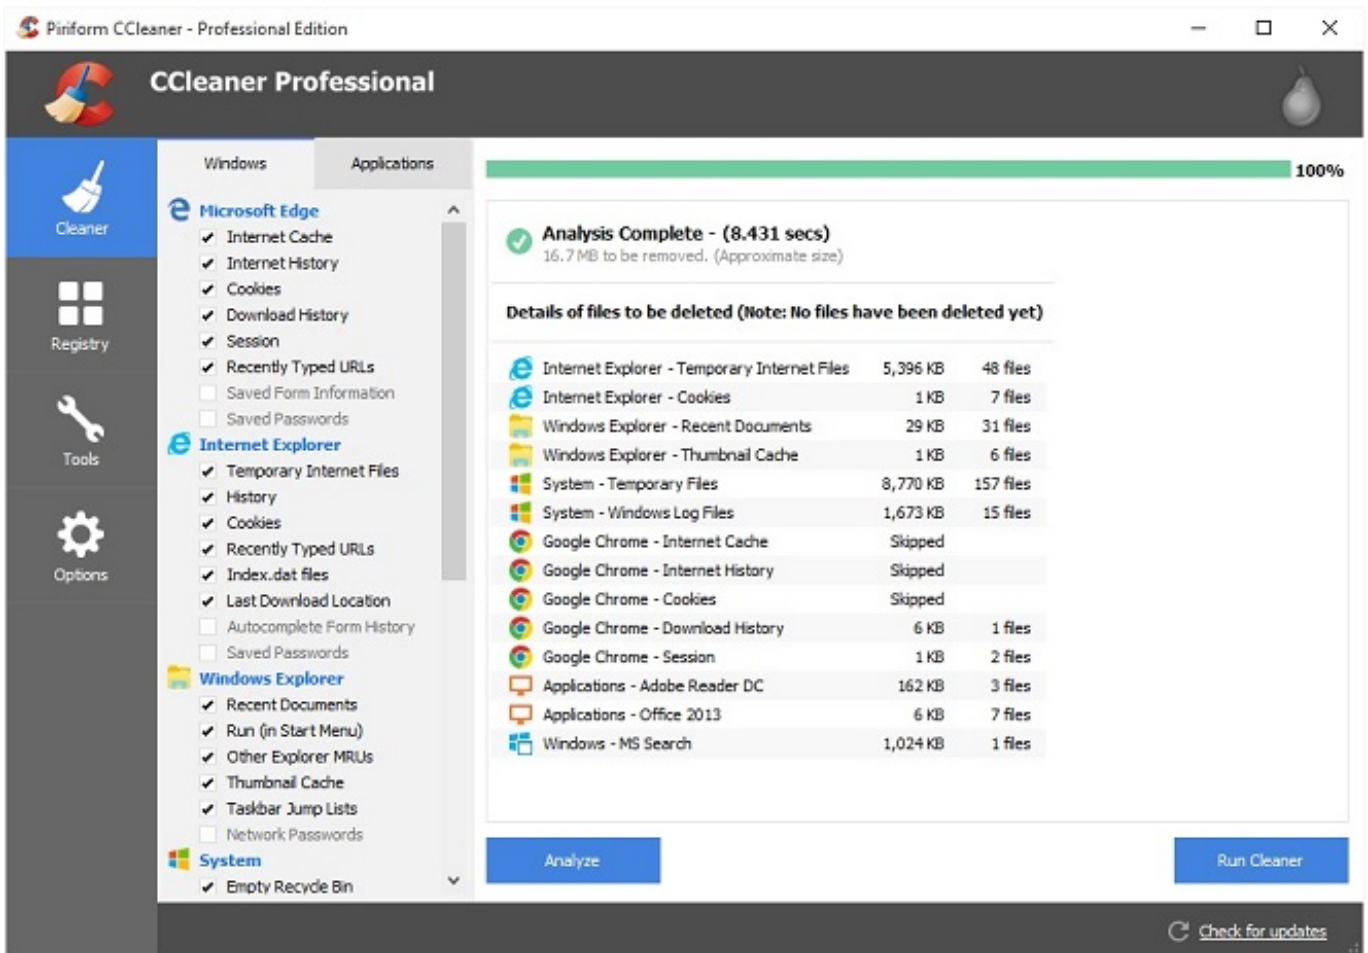 Piriform CCleaner - Professional Edition
CCleaner Professional
Cleaner
Registry
Tools
Options
Windows Applications
Microsoft Edge
Internet Cache
Internet History
Cookies
Download History
Session
Recently Typed URLs
Saved Form Information
Saved Passwords
Internet Explorer
Temporary Internet Files
History
Cookies
Recently Typed URLs
Index.dat files
Last Download Location
Autocomplete Form History
Saved Passwords
Windows Explorer
Recent Documents
Run (in Start Menu)
Other Explorer MRUs
Thumbnail Cache
Taskbar Jump Lists
Network Passwords
System
Empty Recycle Bin
100%
Analysis Complete - (8.431 secs)
16.7 MB to be removed. (Approximate size)
Details of files to be deleted (Note: No files have been deleted yet)
Internet Explorer - Temporary Internet Files 5,396 KB 48 files
Internet Explorer - Cookies 1 KB 7 files
Windows Explorer - Recent Documents 29 KB 31 files
Windows Explorer - Thumbnail Cache 1 KB 6 files
System - Temporary Files 8,770 KB 157 files
System - Windows Log Files 1,673 KB 15 files
Google Chrome - Internet Cache Skipped
Google Chrome - Internet History Skipped
Google Chrome - Cookies Skipped
Google Chrome - Download History 6 KB 1 files
Google Chrome - Session 1 KB 2 files
Applications - Adobe Reader DC 162 KB 3 files
Applications - Office 2013 6 KB 7 files
Windows - MS Search 1,024 KB 1 files
Analyze Run Cleaner
Check for updates